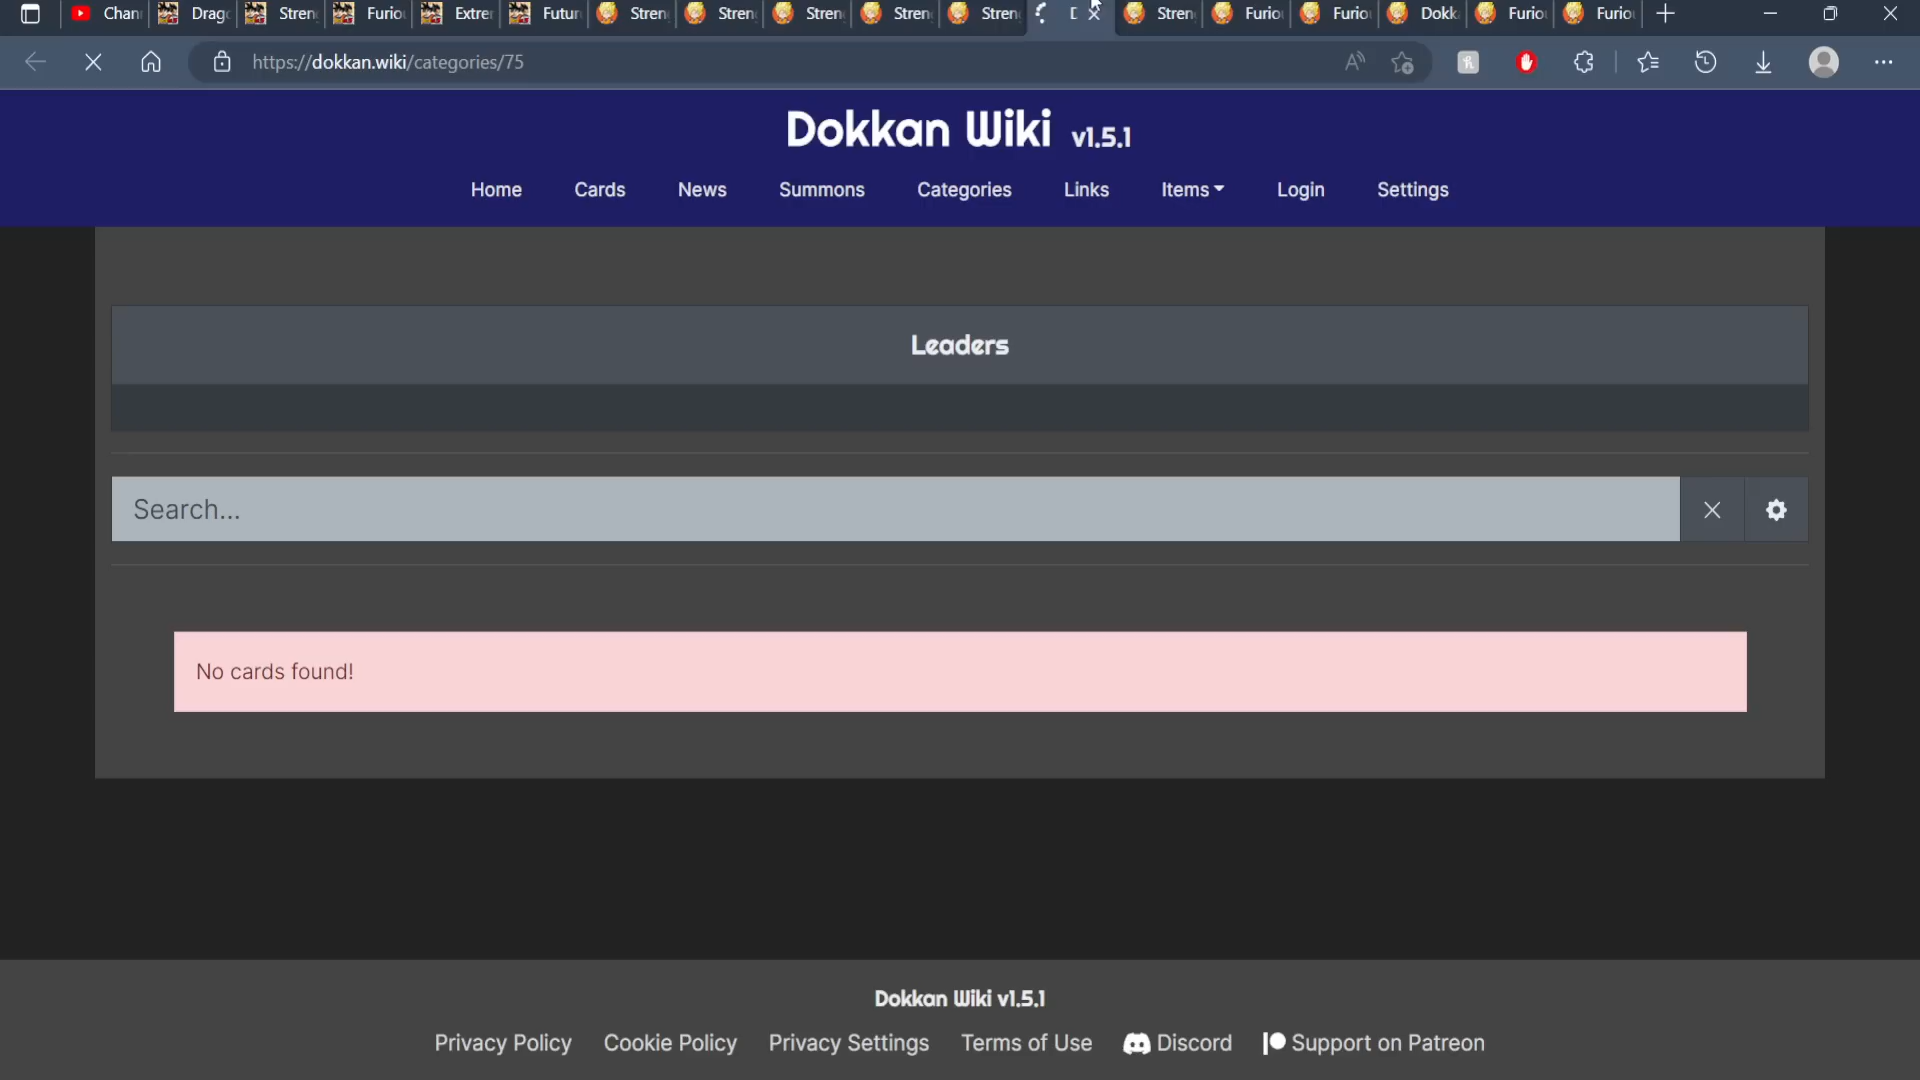 Chan Drag Stren Furio Extre Futur Stren Stren Stren Stren Stren D Stren Furio Furio Dokk Furio Furio
https://dokkan.wiki/categories/75
Dokkan Wiki v1.5.1
Home Cards News Summons Categories Links Items Login Settings
Leaders
Search...
No cards found!
Dokkan Wiki v1.5.1
Privacy Policy Cookie Policy Privacy Settings Terms of Use Discord Support on Patreon